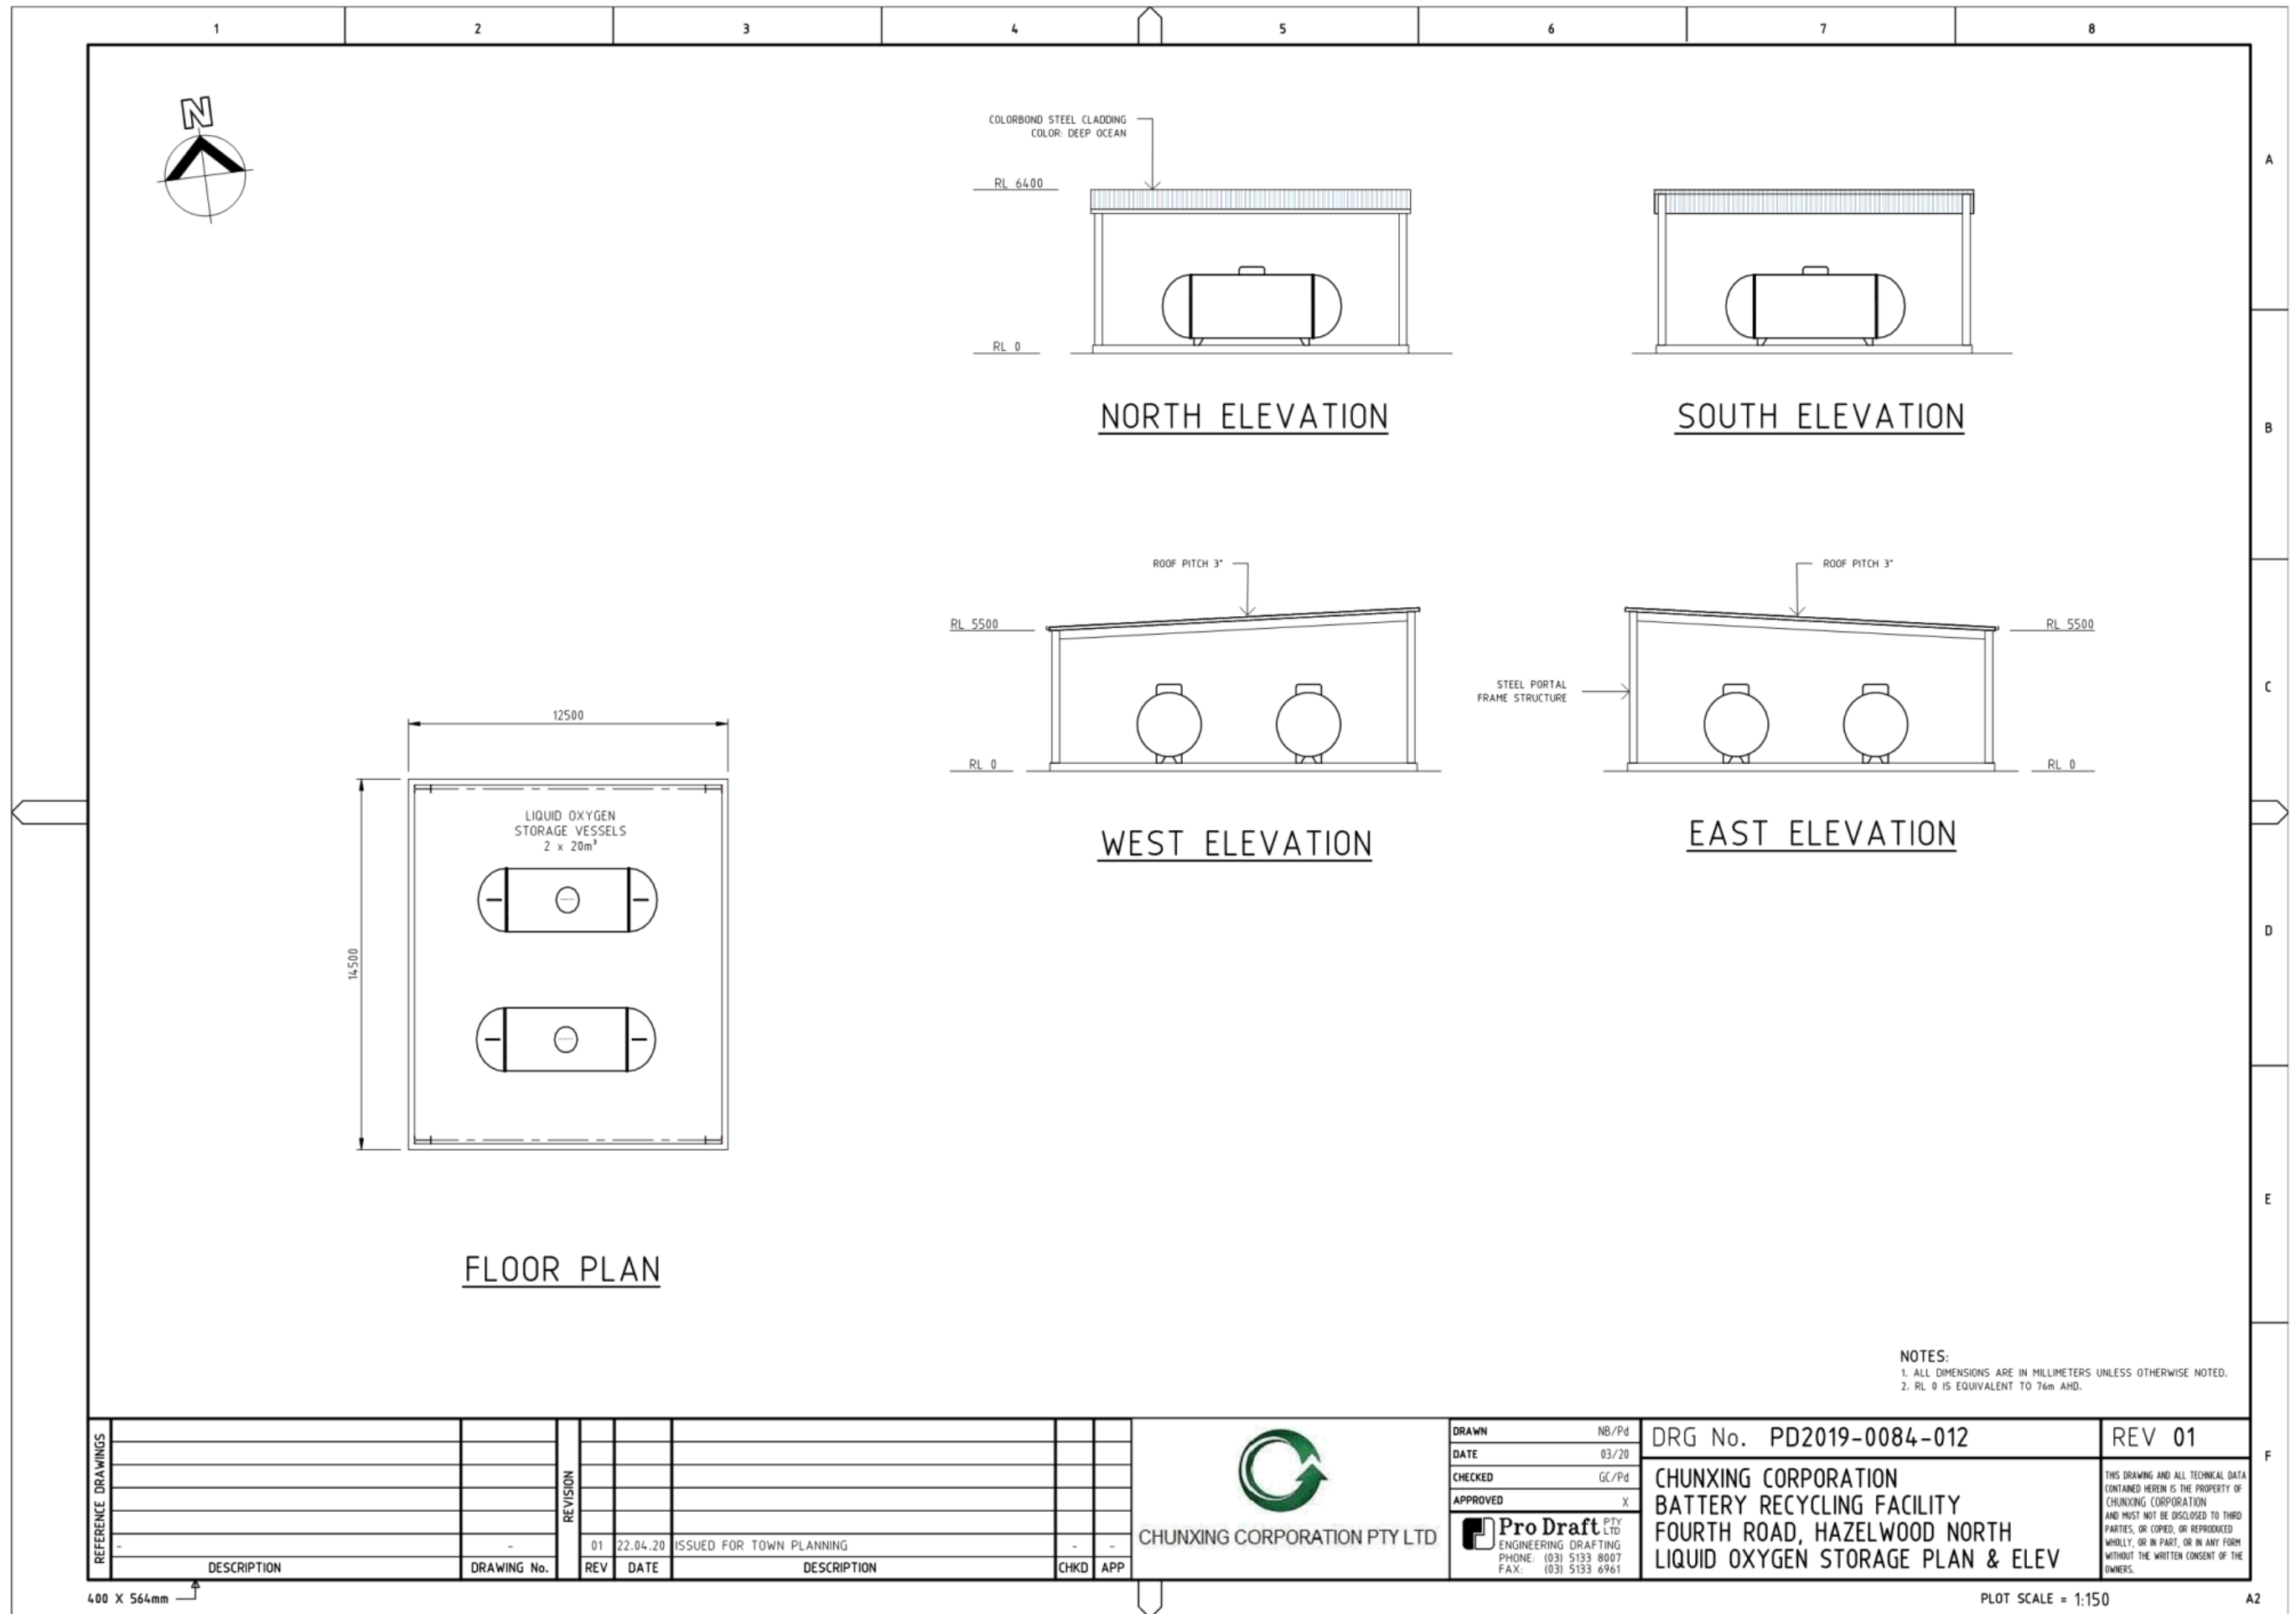 1 2 3 4 5 6 7 8
A
B
C
D
E
F
N
COLORBOND STEEL CLADDING
COLOR: DEEP OCEAN
RL 6400
RL 0
NORTH ELEVATION
SOUTH ELEVATION
ROOF PITCH 3°
RL 5500
RL 0
WEST ELEVATION
ROOF PITCH 3°
RL 5500
STEEL PORTAL
FRAME STRUCTURE
RL 0
EAST ELEVATION
12500
14500
LIQUID OXYGEN
STORAGE VESSELS
2 x 20m³
FLOOR PLAN
NOTES:
1. ALL DIMENSIONS ARE IN MILLIMETERS UNLESS OTHERWISE NOTED.
2. RL 0 IS EQUIVALENT TO 76m AHD.
REFERENCE DRAWINGS
- -
DESCRIPTION DRAWING No.
REVISION
01 22.04.20 ISSUED FOR TOWN PLANNING - -
REV DATE DESCRIPTION CHKD APP
CHUNXING CORPORATION PTY LTD
DRAWN NB/Pd
DATE 03/20
CHECKED GC/Pd
APPROVED X
Pro Draft PTY LTD
ENGINEERING DRAFTING
PHONE: (03) 5133 8007
FAX: (03) 5133 6961
DRG No. PD2019-0084-012
REV 01
CHUNXING CORPORATION
BATTERY RECYCLING FACILITY
FOURTH ROAD, HAZELWOOD NORTH
LIQUID OXYGEN STORAGE PLAN & ELEV
THIS DRAWING AND ALL TECHNICAL DATA
CONTAINED HEREIN IS THE PROPERTY OF
CHUNXING CORPORATION
AND MUST NOT BE DISCLOSED TO THIRD
PARTIES, OR COPIED, OR REPRODUCED
WHOLLY, OR IN PART, OR IN ANY FORM
WITHOUT THE WRITTEN CONSENT OF THE
OWNERS.
400 X 564mm
PLOT SCALE = 1:150
A2